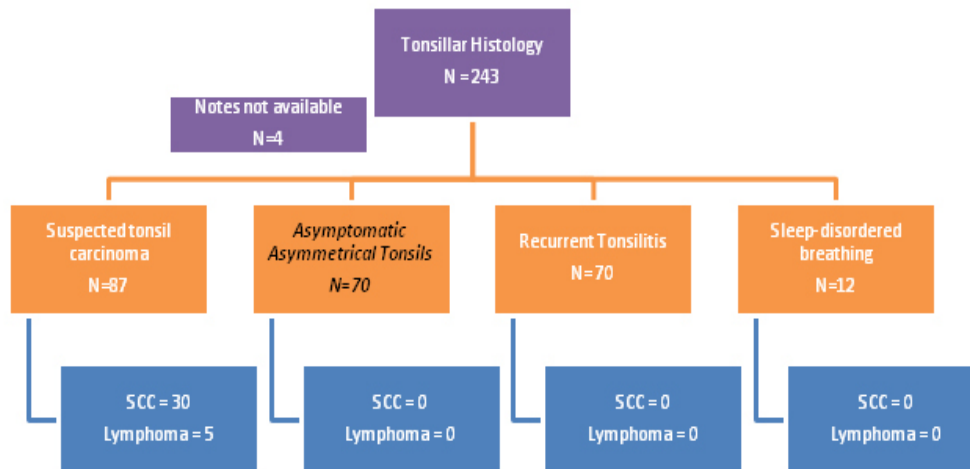 Tonsillar Histology
N = 243
Notes not available
N=4
Suspected tonsil
carcinoma
N=87
Asymptomatic
Asymmetrical Tonsils
N=70
Recurrent Tonsilitis
N=70
Sleep-disordered
breathing
N=12
SCC = 30
Lymphoma = 5
SCC = 0
Lymphoma = 0
SCC = 0
Lymphoma = 0
SCC = 0
Lymphoma = 0